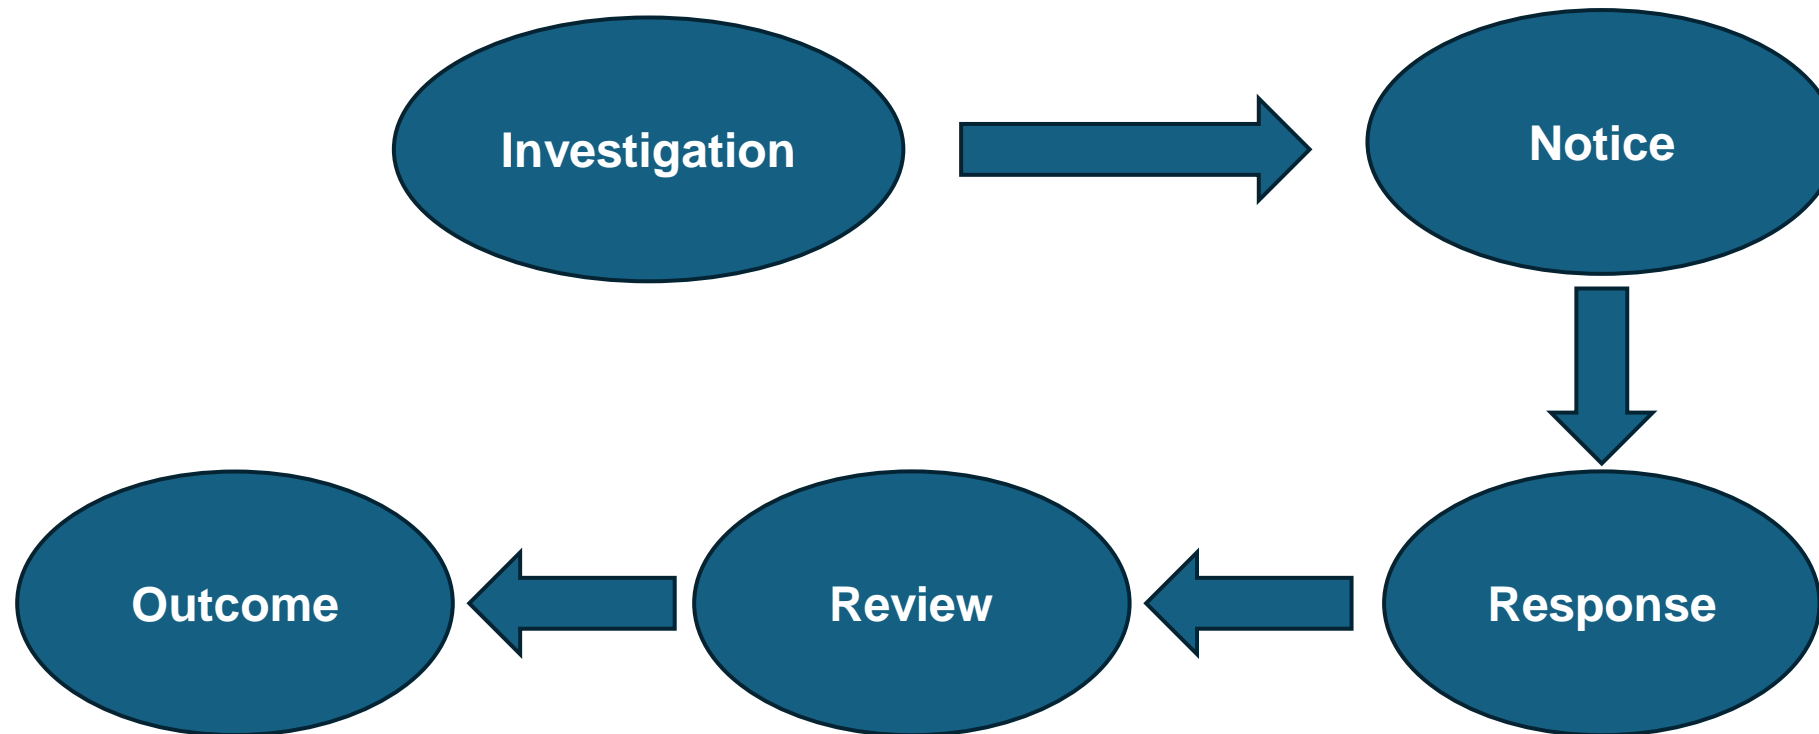 Investigation
Notice
Response
Review
Outcome